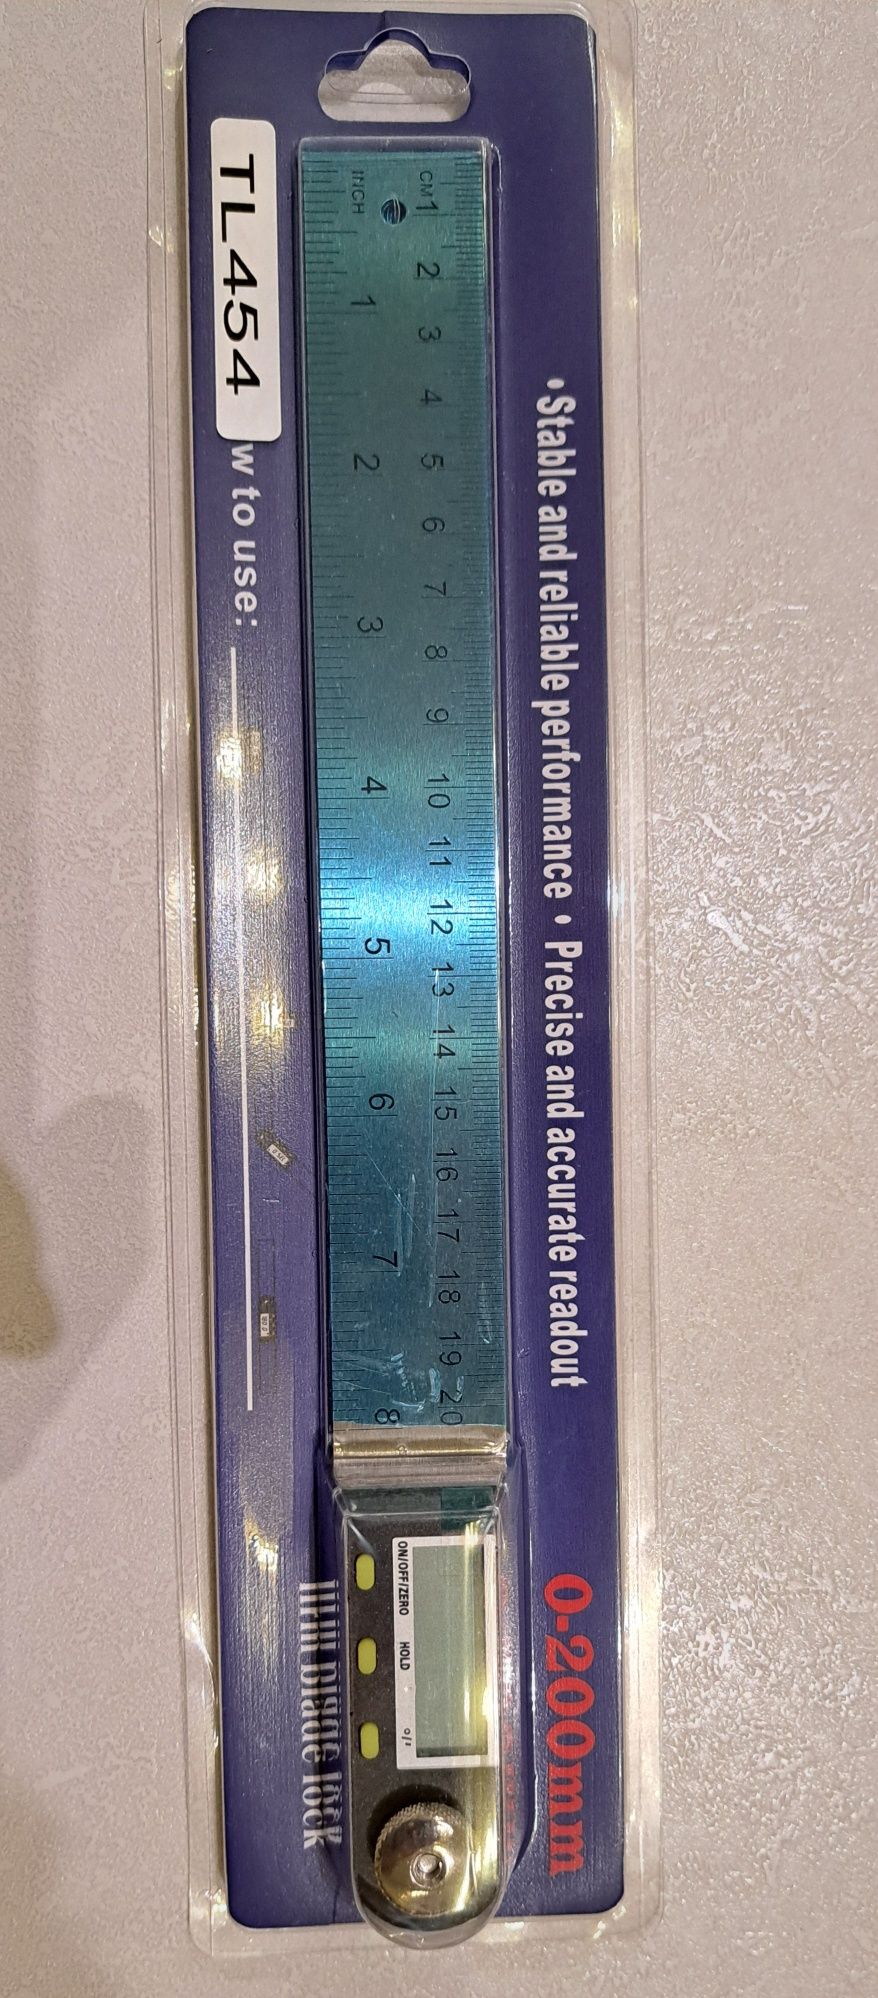 •Stable and reliable performance • Precise and accurate readout
0-200mm
CM 1 2 3 4 5 6 7 8 9 10 11 12 13 14 15 16 17 18 19 20
INCH 1 2 3 4 5 6 7 8
ON/OFF/ZERO HOLD °/'
TL454
w to use:
blade lock